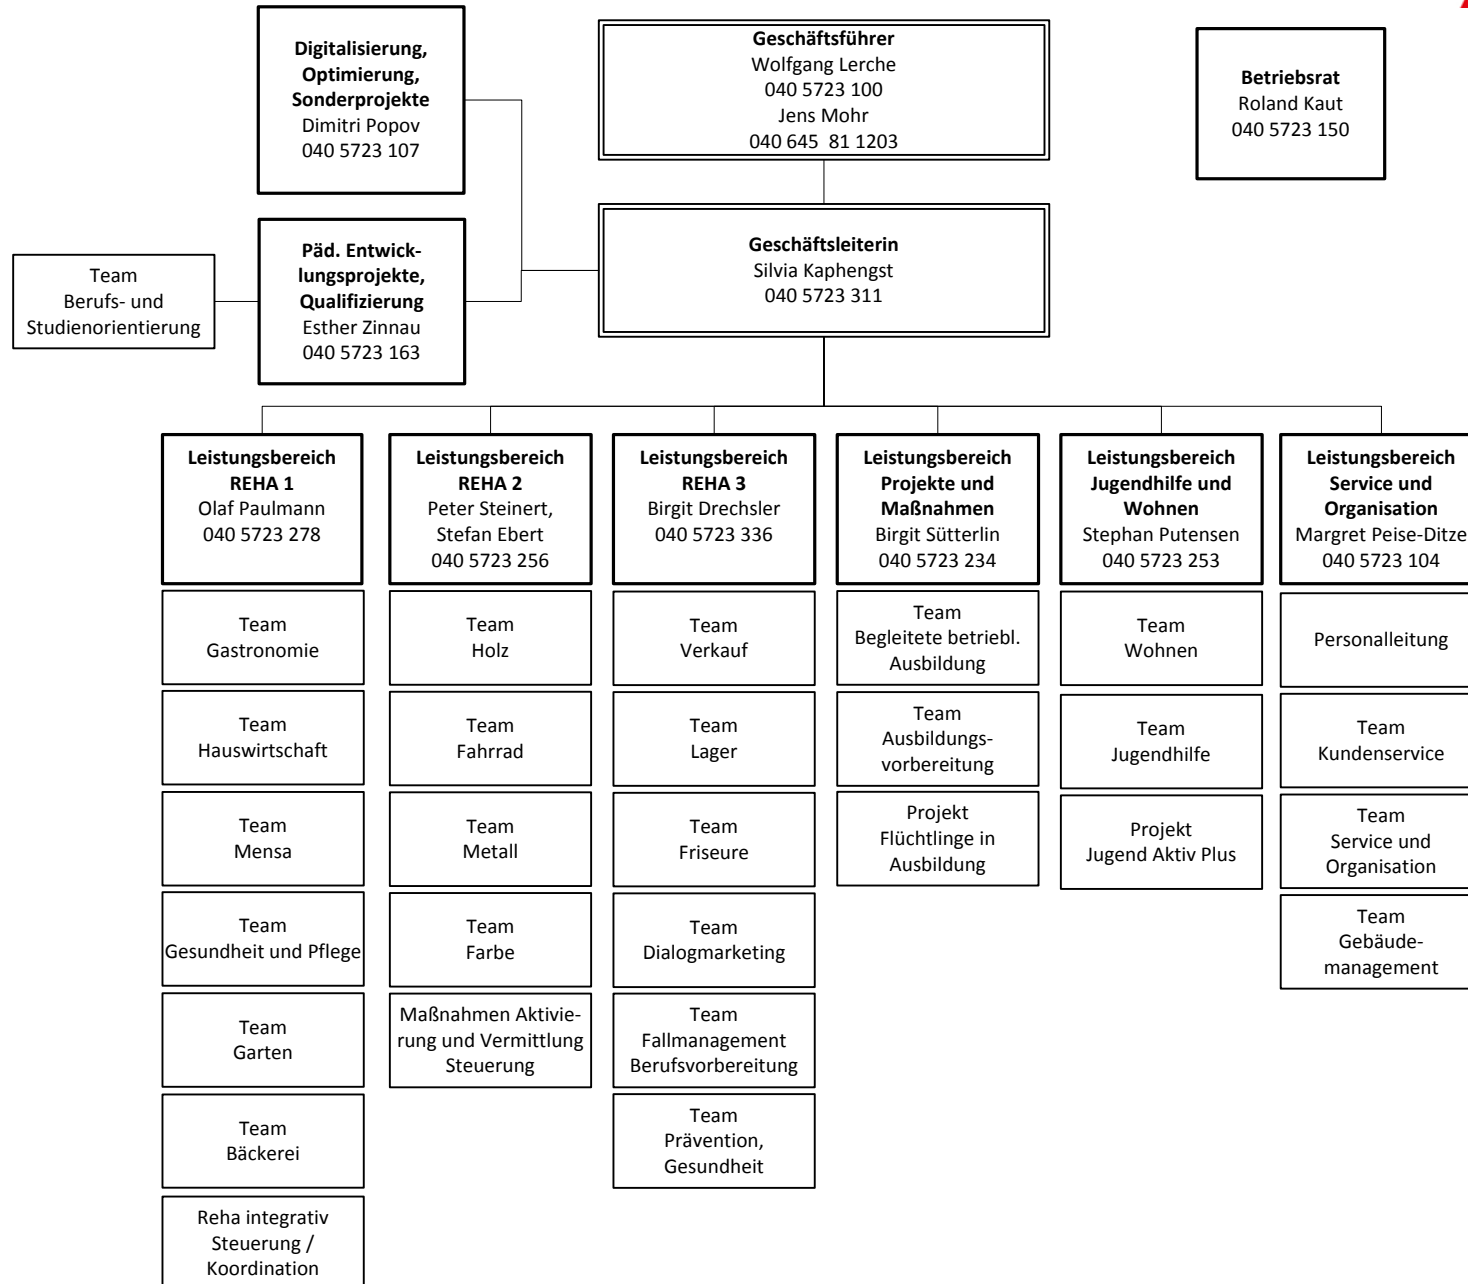 Digitalisierung,
Optimierung,
Sonderprojekte
Dimitri Popov
040 5723 107
Geschäftsführer
Wolfgang Lerche
040 5723 100
Jens Mohr
040 645 81 1203
Betriebsrat
Roland Kaut
040 5723 150
Team
Berufs- und
Studienorientierung
Päd. Entwick-
lungsprojekte,
Qualifizierung
Esther Zinnau
040 5723 163
Geschäftsleiterin
Silvia Kaphengst
040 5723 311
Leistungsbereich
REHA 1
Olaf Paulmann
040 5723 278
Team
Gastronomie
Team
Hauswirtschaft
Team
Mensa
Team
Gesundheit und Pflege
Team
Garten
Team
Bäckerei
Reha integrativ
Steuerung /
Koordination
Leistungsbereich
REHA 2
Peter Steinert,
Stefan Ebert
040 5723 256
Team
Holz
Team
Fahrrad
Team
Metall
Team
Farbe
Maßnahmen Aktivie-
rung und Vermittlung
Steuerung
Leistungsbereich
REHA 3
Birgit Drechsler
040 5723 336
Team
Verkauf
Team
Lager
Team
Friseure
Team
Dialogmarketing
Team
Fallmanagement
Berufsvorbereitung
Team
Prävention,
Gesundheit
Leistungsbereich
Projekte und
Maßnahmen
Birgit Sütterlin
040 5723 234
Team
Begleitete betriebl.
Ausbildung
Team
Ausbildungs-
vorbereitung
Projekt
Flüchtlinge in
Ausbildung
Leistungsbereich
Jugendhilfe und
Wohnen
Stephan Putensen
040 5723 253
Team
Wohnen
Team
Jugendhilfe
Projekt
Jugend Aktiv Plus
Leistungsbereich
Service und
Organisation
Margret Peise-Ditze
040 5723 104
Personalleitung
Team
Kundenservice
Team
Service und
Organisation
Team
Gebäude-
management